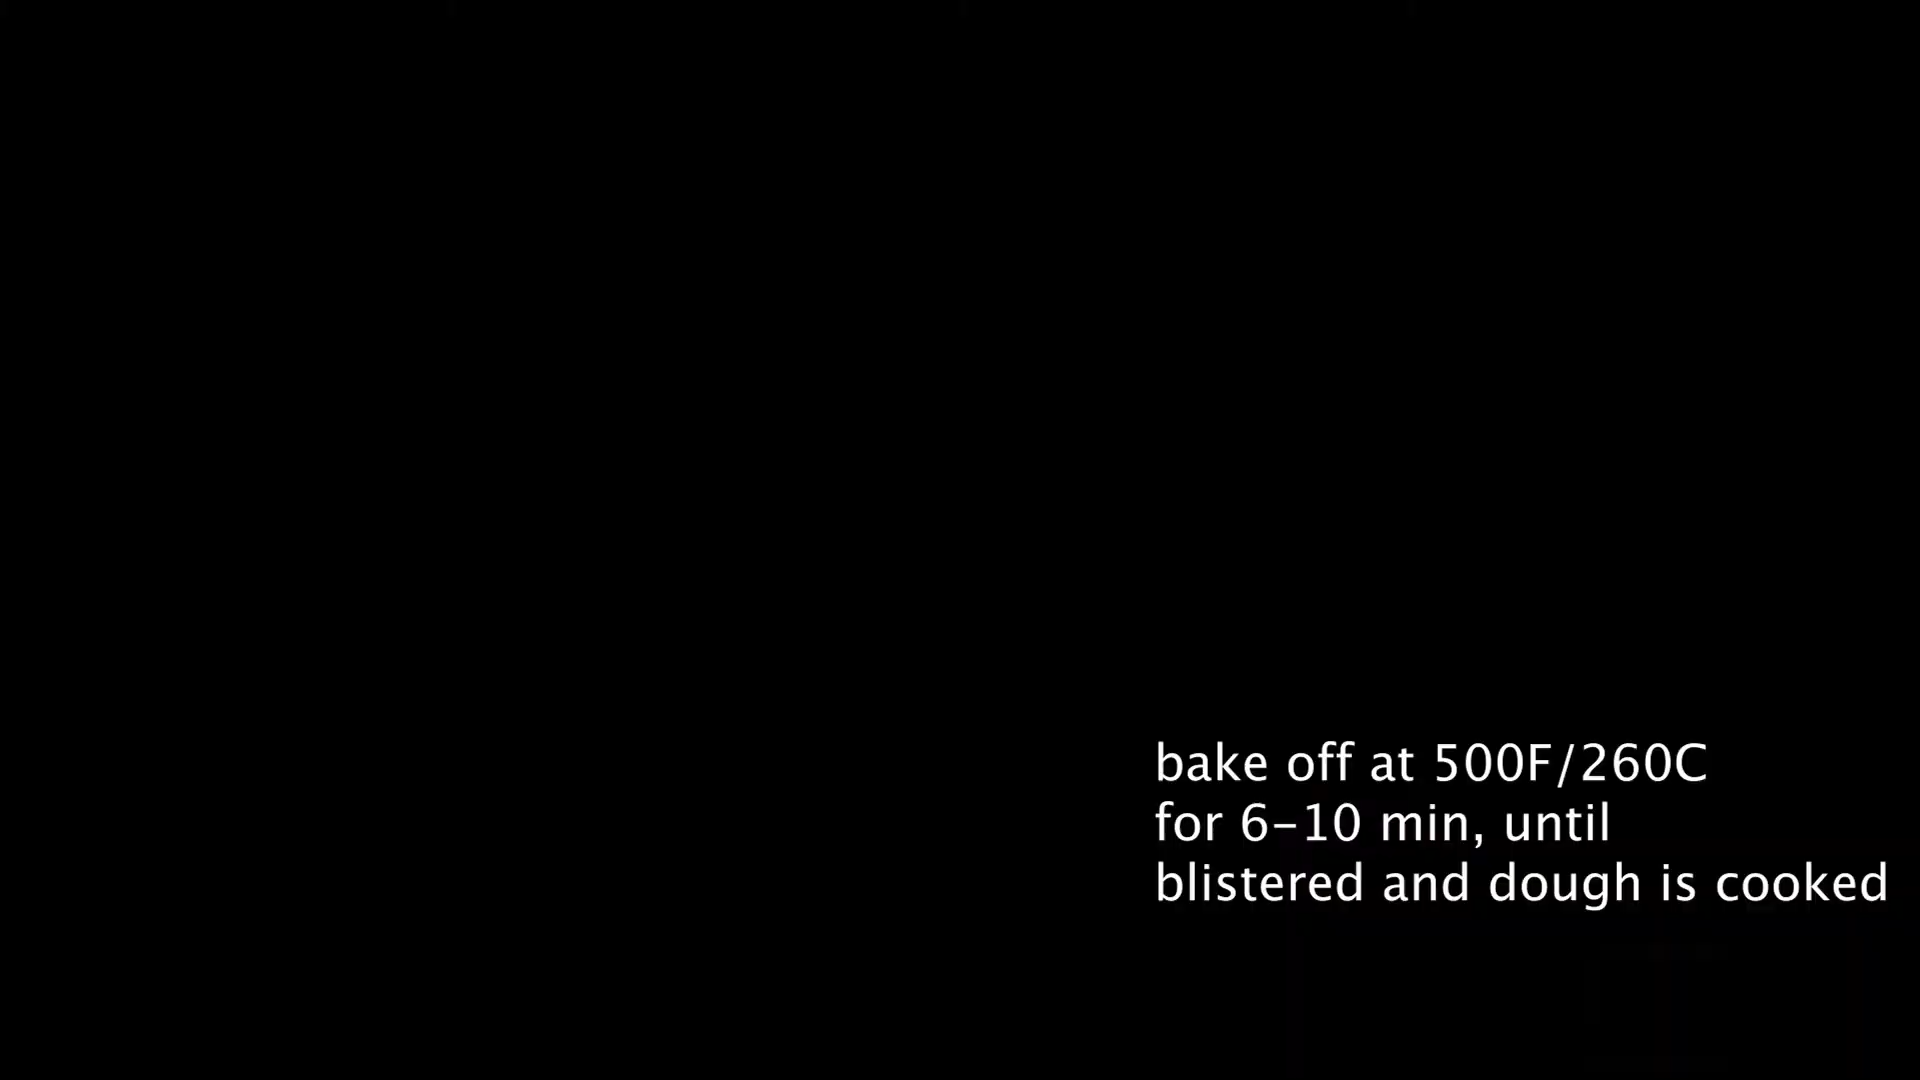 bake off at 500F/260C
for 6–10 min, until
blistered and dough is cooked